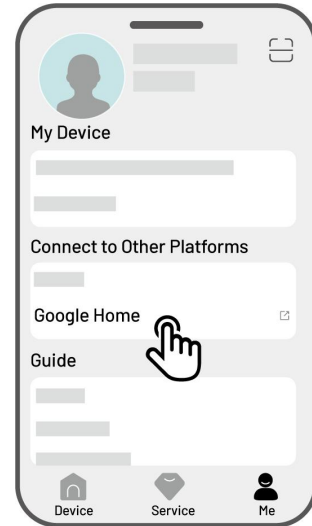 My Device
Connect to Other Platforms
Google Home
Guide
Device
Service
Me